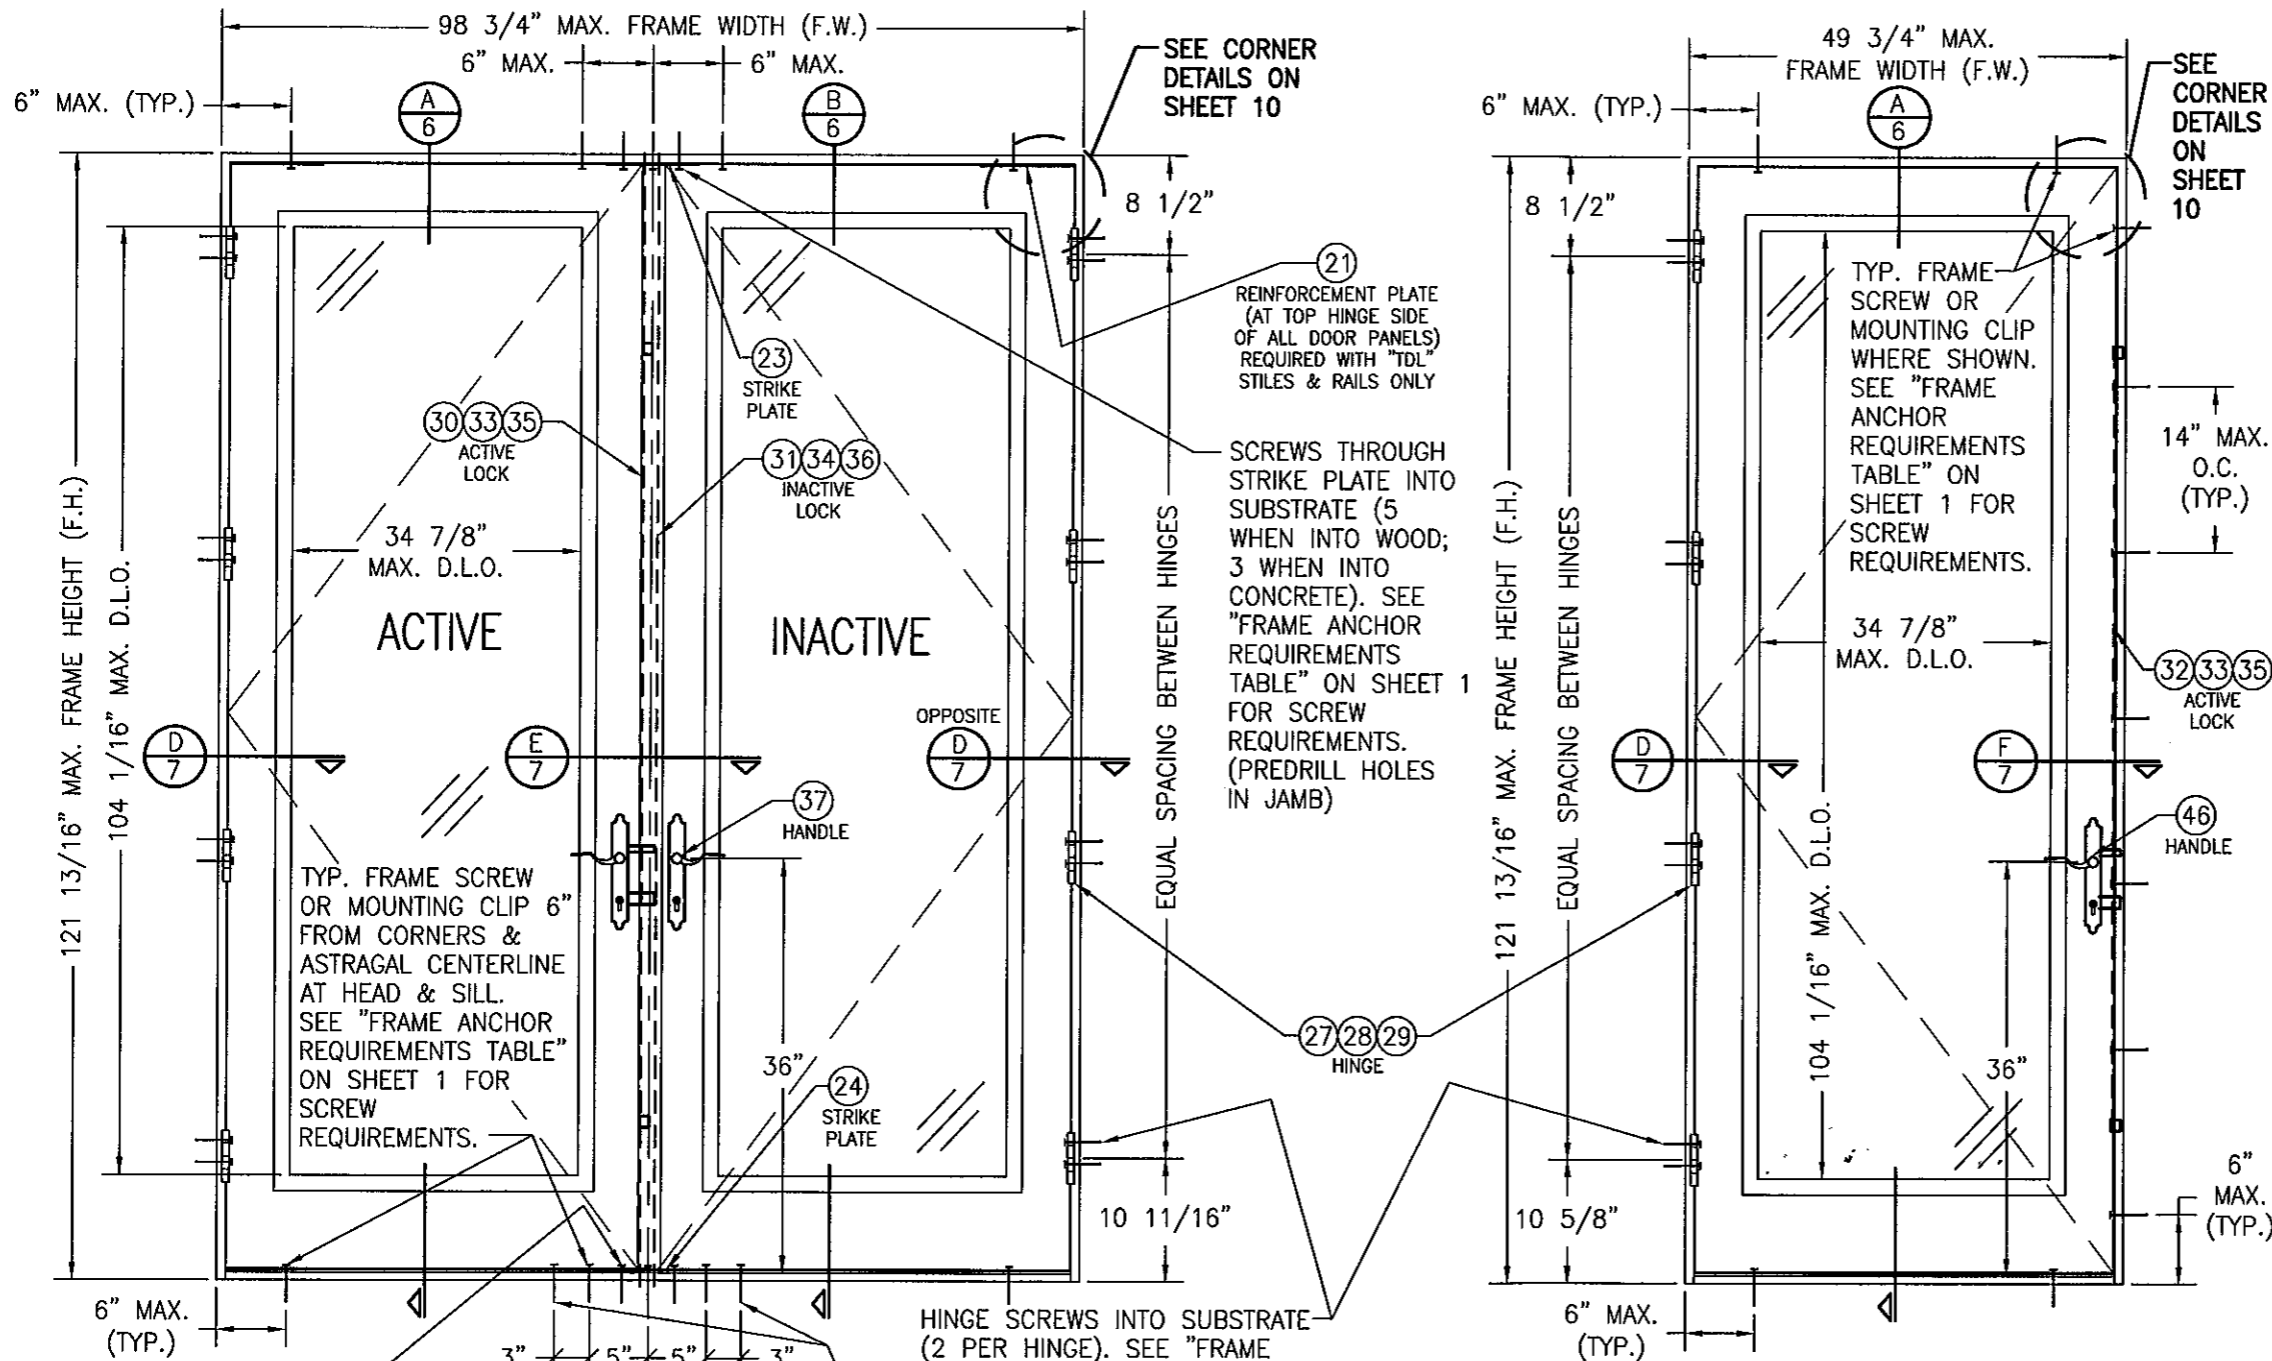 98 3/4" MAX. FRAME WIDTH (F.W.)
6" MAX.
6" MAX.
6" MAX. (TYP.)
A
6
B
6
SEE CORNER
DETAILS ON
SHEET 10
8 1/2"
21
REINFORCEMENT PLATE
(AT TOP HINGE SIDE
OF ALL DOOR PANELS)
REQUIRED WITH "TDL"
STILES & RAILS ONLY
23
STRIKE
PLATE
30 33 35
ACTIVE
LOCK
31 34 36
INACTIVE
LOCK
121 13/16" MAX. FRAME HEIGHT (F.H.)
104 1/16" MAX. D.L.O.
34 7/8"
MAX. D.L.O.
ACTIVE
INACTIVE
SCREWS THROUGH
STRIKE PLATE INTO
SUBSTRATE (5
WHEN INTO WOOD;
3 WHEN INTO
CONCRETE). SEE
"FRAME ANCHOR
REQUIREMENTS
TABLE" ON SHEET 1
FOR SCREW
REQUIREMENTS.
(PREDRILL HOLES
IN JAMB)
EQUAL SPACING BETWEEN HINGES
D
7
E
7
OPPOSITE
D
7
37
HANDLE
TYP. FRAME SCREW
OR MOUNTING CLIP 6"
FROM CORNERS &
ASTRAGAL CENTERLINE
AT HEAD & SILL.
SEE "FRAME ANCHOR
REQUIREMENTS TABLE"
ON SHEET 1 FOR
SCREW
REQUIREMENTS.
36"
24
STRIKE
PLATE
27 28 29
HINGE
10 11/16"
6" MAX.
(TYP.)
3" 5" 5" 3"
HINGE SCREWS INTO SUBSTRATE
(2 PER HINGE). SEE "FRAME
49 3/4" MAX.
FRAME WIDTH (F.W.)
6" MAX. (TYP.)
A
6
SEE
CORNER
DETAILS
ON
SHEET
10
8 1/2"
TYP. FRAME
SCREW OR
MOUNTING CLIP
WHERE SHOWN.
SEE "FRAME
ANCHOR
REQUIREMENTS
TABLE" ON
SHEET 1 FOR
SCREW
REQUIREMENTS.
14" MAX.
O.C.
(TYP.)
121 13/16" MAX. FRAME HEIGHT (F.H.)
EQUAL SPACING BETWEEN HINGES
34 7/8"
MAX. D.L.O.
32 33 35
ACTIVE
LOCK
D
7
F
7
104 1/16" MAX. D.L.O.
46
HANDLE
36"
10 5/8"
6"
MAX.
(TYP.)
6" MAX.
(TYP.)